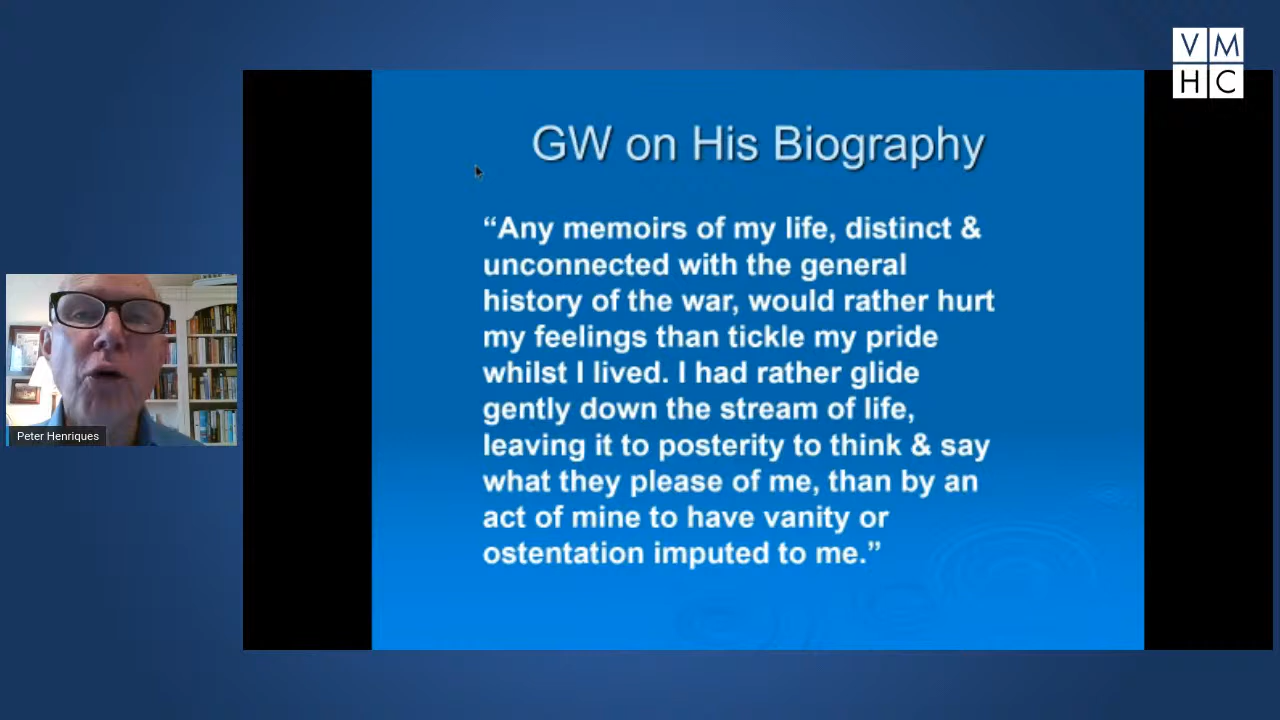 VM
HC
GW on His Biography
“Any memoirs of my life, distinct &
unconnected with the general
history of the war, would rather hurt
my feelings than tickle my pride
whilst I lived. I had rather glide
gently down the stream of life,
leaving it to posterity to think & say
what they please of me, than by an
act of mine to have vanity or
ostentation imputed to me.”
Peter Henriques